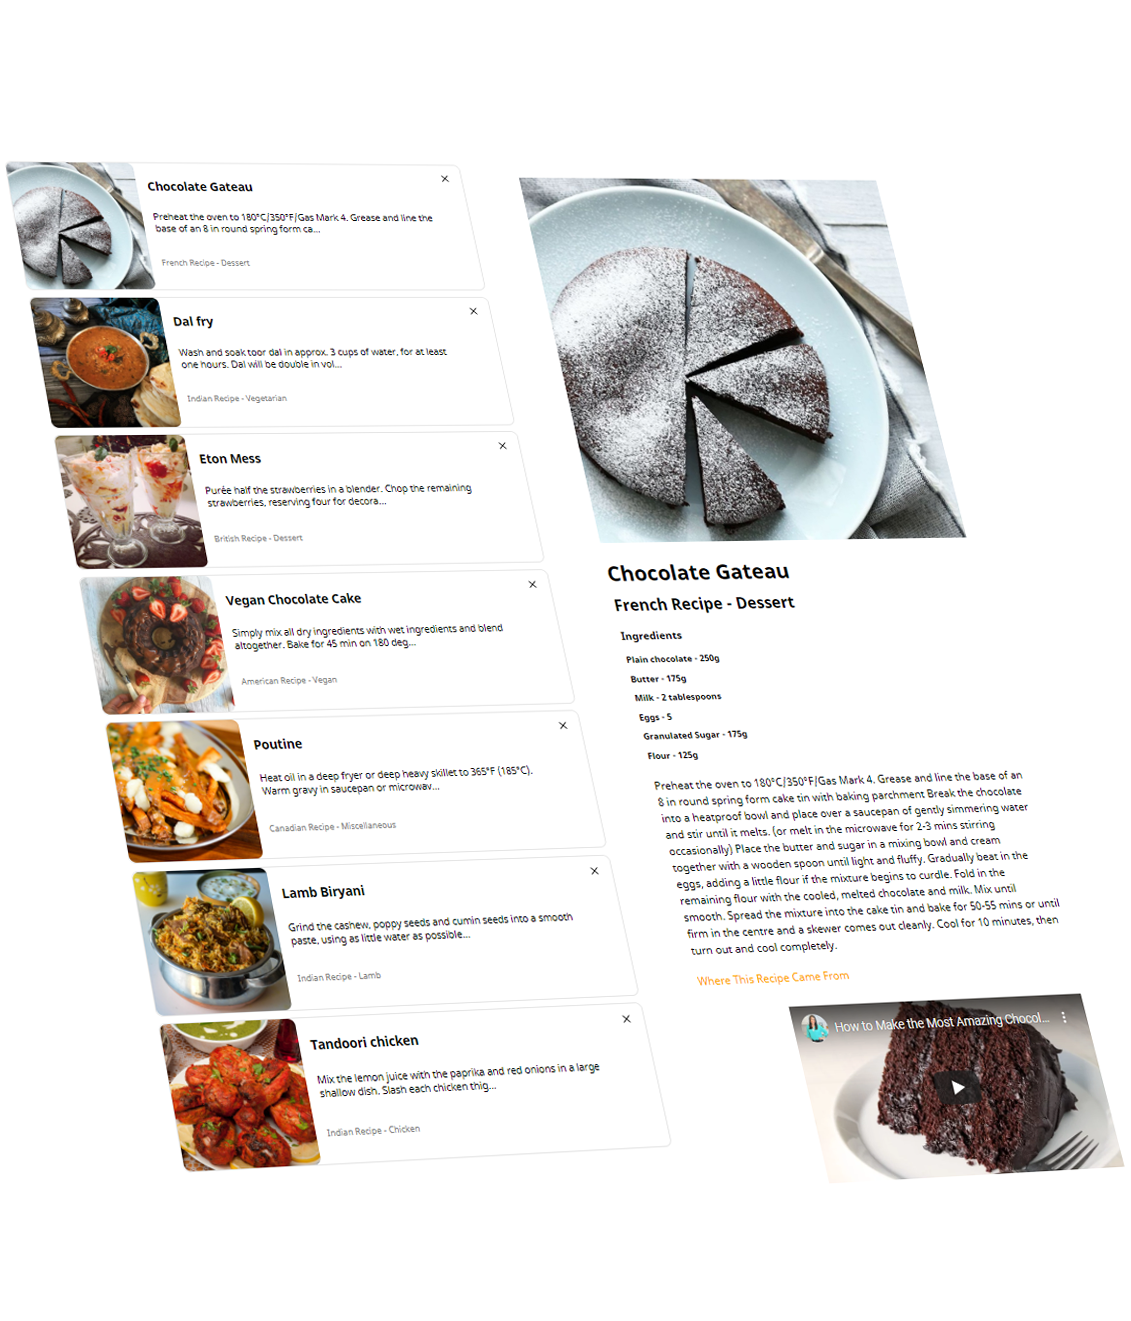 Chocolate Gateau
Preheat the oven to 180°C/350°F/Gas Mark 4. Grease and line the
base of an 8 in round spring form ca...
French Recipe - Dessert
Dal fry
Wash and soak toor dal in approx. 3 cups of water, for at least
one hours. Dal will be double in vol...
Indian Recipe - Vegetarian
Eton Mess
Purée half the strawberries in a blender. Chop the remaining
strawberries, reserving four for decora...
British Recipe - Dessert
Vegan Chocolate Cake
Simply mix all dry ingredients with wet ingredients and blend
altogether. Bake for 45 min on 180 deg...
American Recipe - Vegan
Poutine
Heat oil in a deep fryer or deep heavy skillet to 365°F (185°C).
Warm gravy in saucepan or microwav...
Canadian Recipe - Miscellaneous
Lamb Biryani
Grind the cashew, poppy seeds and cumin seeds into a smooth
paste, using as little water as possible...
Indian Recipe - Lamb
Tandoori chicken
Mix the lemon juice with the paprika and red onions in a large
shallow dish. Slash each chicken thig...
Indian Recipe - Chicken
Chocolate Gateau
French Recipe - Dessert
Ingredients
Plain chocolate - 250g
Butter - 175g
Milk - 2 tablespoons
Eggs - 5
Granulated Sugar - 175g
Flour - 125g
Preheat the oven to 180°C/350°F/Gas Mark 4. Grease and line the base of an
8 in round spring form cake tin with baking parchment Break the chocolate
into a heatproof bowl and place over a saucepan of gently simmering water
and stir until it melts. (or melt in the microwave for 2-3 mins stirring
occasionally) Place the butter and sugar in a mixing bowl and cream
together with a wooden spoon until light and fluffy. Gradually beat in the
eggs, adding a little flour if the mixture begins to curdle. Fold in the
remaining flour with the cooled, melted chocolate and milk. Mix until
smooth. Spread the mixture into the cake tin and bake for 50-55 mins or until
firm in the centre and a skewer comes out cleanly. Cool for 10 minutes, then
turn out and cool completely.
Where This Recipe Came From
How to Make the Most Amazing Chocol...